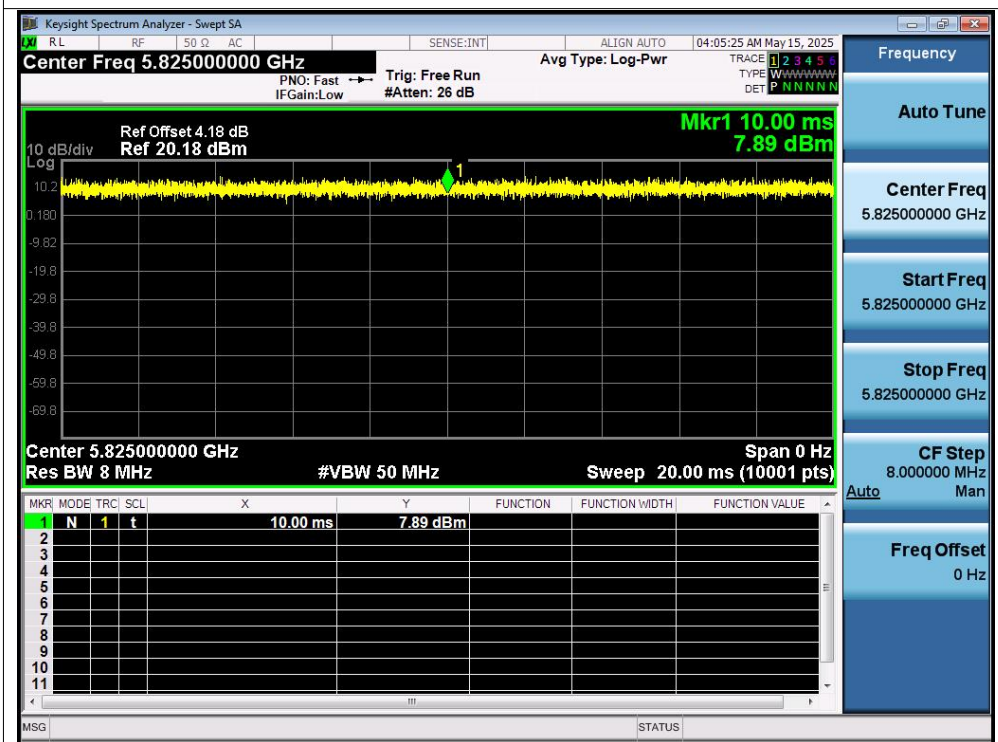 Keysight Spectrum Analyzer - Swept SA
LXI RL RF 50 Ω AC SENSE:INT ALIGN AUTO 04:05:25 AM May 15, 2025
Center Freq 5.825000000 GHz Avg Type: Log-Pwr TRACE 1 2 3 4 5 6
PNO: Fast Trig: Free Run TYPE WWWWWW
IFGain:Low #Atten: 26 dB DET P N N N N N
Frequency
Auto Tune
Center Freq
5.825000000 GHz
Start Freq
5.825000000 GHz
Stop Freq
5.825000000 GHz
CF Step
8.000000 MHz
Auto Man
Freq Offset
0 Hz
Mkr1 10.00 ms
7.89 dBm
Ref Offset 4.18 dB
10 dB/div Ref 20.18 dBm
Log
1
10.2
0.180
-9.82
-19.8
-29.8
-39.8
-49.8
-59.8
-69.8
Center 5.825000000 GHz Span 0 Hz
Res BW 8 MHz #VBW 50 MHz Sweep 20.00 ms (10001 pts)
MKR MODE TRC SCL X Y FUNCTION FUNCTION WIDTH FUNCTION VALUE
1 N 1 t 10.00 ms 7.89 dBm
2
3
4
5
6
7
8
9
10
11
MSG STATUS